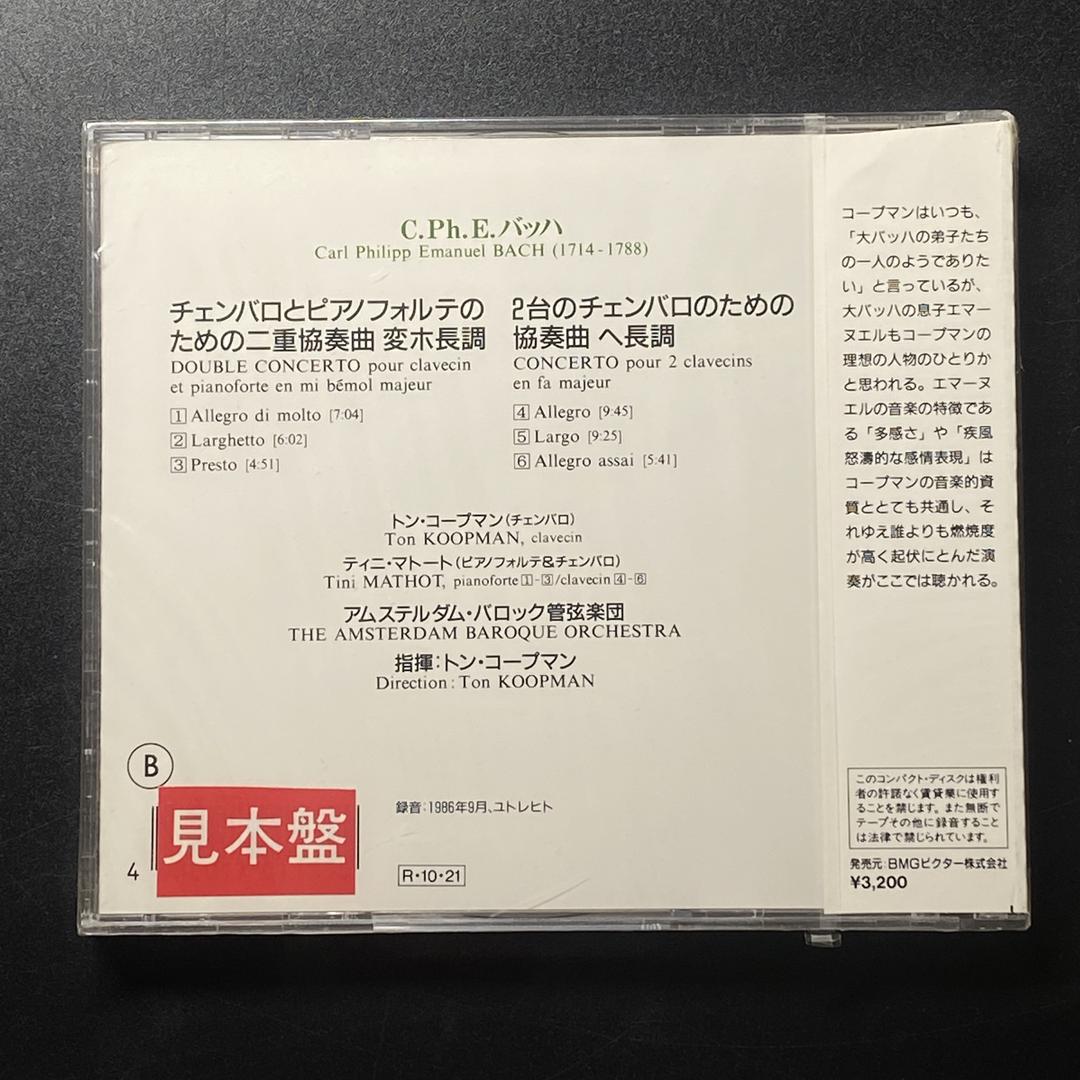 C.Ph.E.バッハ
Carl Philipp Emanuel BACH (1714-1788)
チェンバロとピアノフォルテの
ための二重協奏曲 変ホ長調
DOUBLE CONCERTO pour clavecin
et pianoforte en mi bémol majeur
1 Allegro di molto [7:04]
2 Larghetto [6:02]
3 Presto [4:51]
2台のチェンバロのための
協奏曲 ヘ長調
CONCERTO pour 2 clavecins
en fa majeur
4 Allegro [9:45]
5 Largo [9:25]
6 Allegro assai [5:41]
トン・コープマン(チェンバロ)
Ton KOOPMAN, clavecin
ティニ・マトート(ピアノフォルテ&チェンバロ)
Tini MATHOT, pianoforte 1-3/clavecin 4-6
アムステルダム・バロック管弦楽団
THE AMSTERDAM BAROQUE ORCHESTRA
指揮:トン・コープマン
Direction: Ton KOOPMAN
B
見本盤
4
録音:1986年9月、ユトレヒト
R・10・21
コープマンはいつも、
「大バッハの弟子たち
の一人のようでありた
い」と言っているが、
大バッハの息子エマー
ヌエルもコープマンの
理想の人物のひとりか
と思われる。エマーヌ
エルの音楽の特徴であ
る「多感さ」や「疾風
怒濤的な感情表現」は
コープマンの音楽的資
質ととても共通し、そ
れゆえ誰よりも燃焼度
が高く起伏にとんだ演
奏がここでは聴かれる。
このコンパクト・ディスクは権利
者の許諾なく賃貸業に使用す
ることを禁じます。また無断で
テープその他に録音すること
は法律で禁じられています。
発売元:BMGビクター株式会社
¥3,200